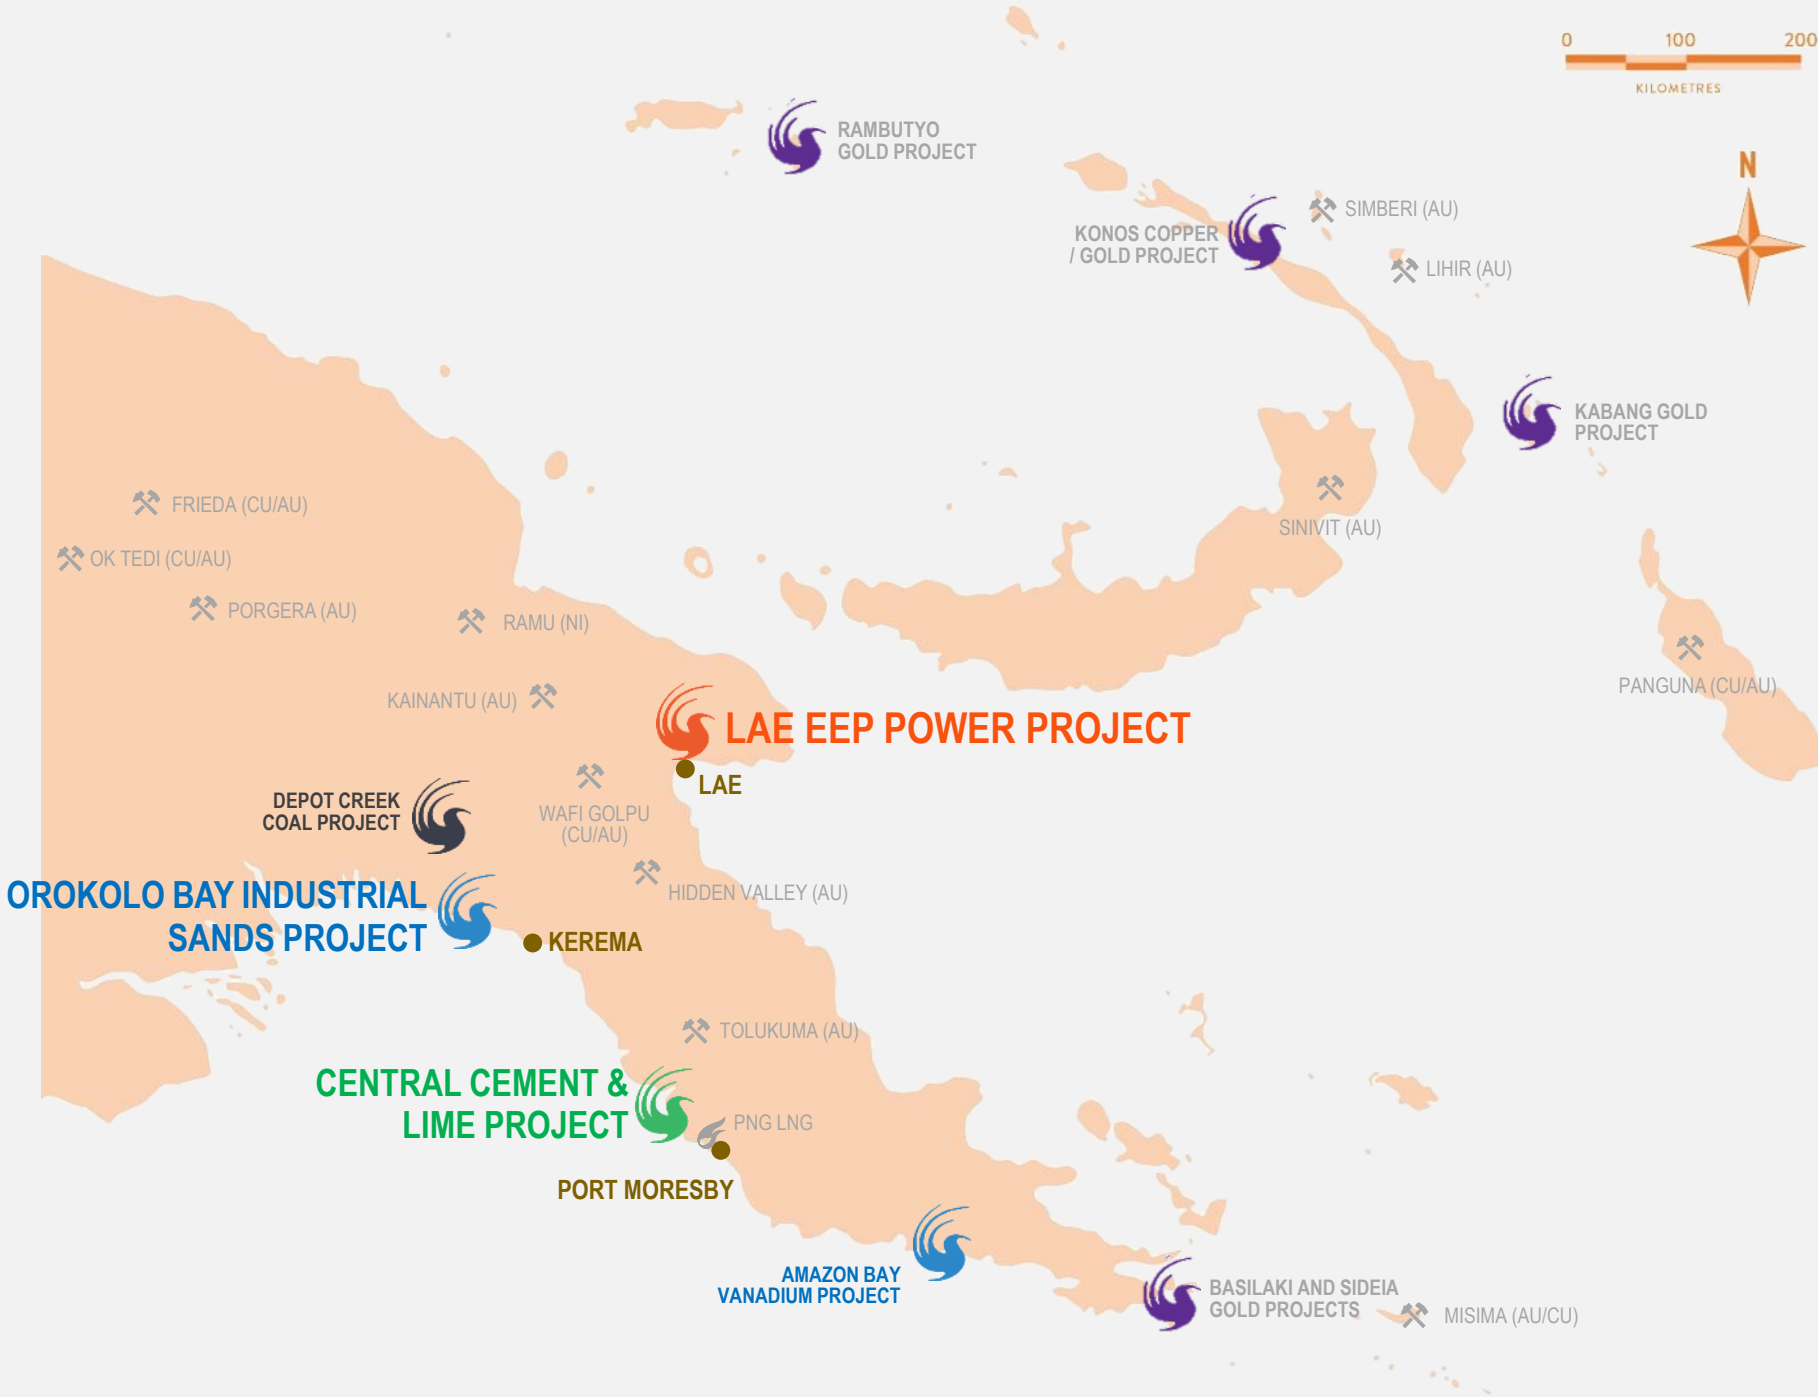 0 100 200
KILOMETRES
RAMBUTYO
GOLD PROJECT
N
SIMBERI (AU)
KONOS COPPER
/ GOLD PROJECT
LIHIR (AU)
KABANG GOLD
PROJECT
FRIEDA (CU/AU)
SINIVIT (AU)
OK TEDI (CU/AU)
PORGERA (AU)
RAMU (NI)
PANGUNA (CU/AU)
KAINANTU (AU)
LAE EEP POWER PROJECT
LAE
DEPOT CREEK
COAL PROJECT
WAFI GOLPU
(CU/AU)
HIDDEN VALLEY (AU)
OROKOLO BAY INDUSTRIAL
SANDS PROJECT
KEREMA
TOLUKUMA (AU)
CENTRAL CEMENT &
LIME PROJECT
PNG LNG
PORT MORESBY
AMAZON BAY
VANADIUM PROJECT
BASILAKI AND SIDEIA
GOLD PROJECTS
MISIMA (AU/CU)